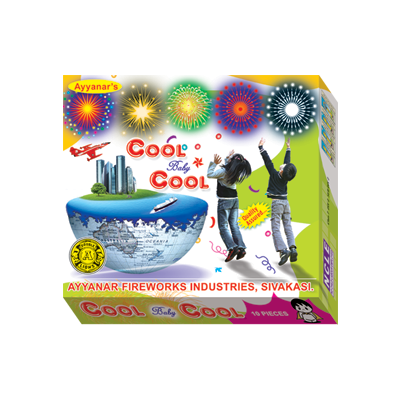 Ayyanar's
COOL
Baby
COOL
Quality
Assured
OCEANIA
AYYANAR FIREWORKS INDUSTRIES, SIVAKASI.
COOL Baby COOL
10 PIECES